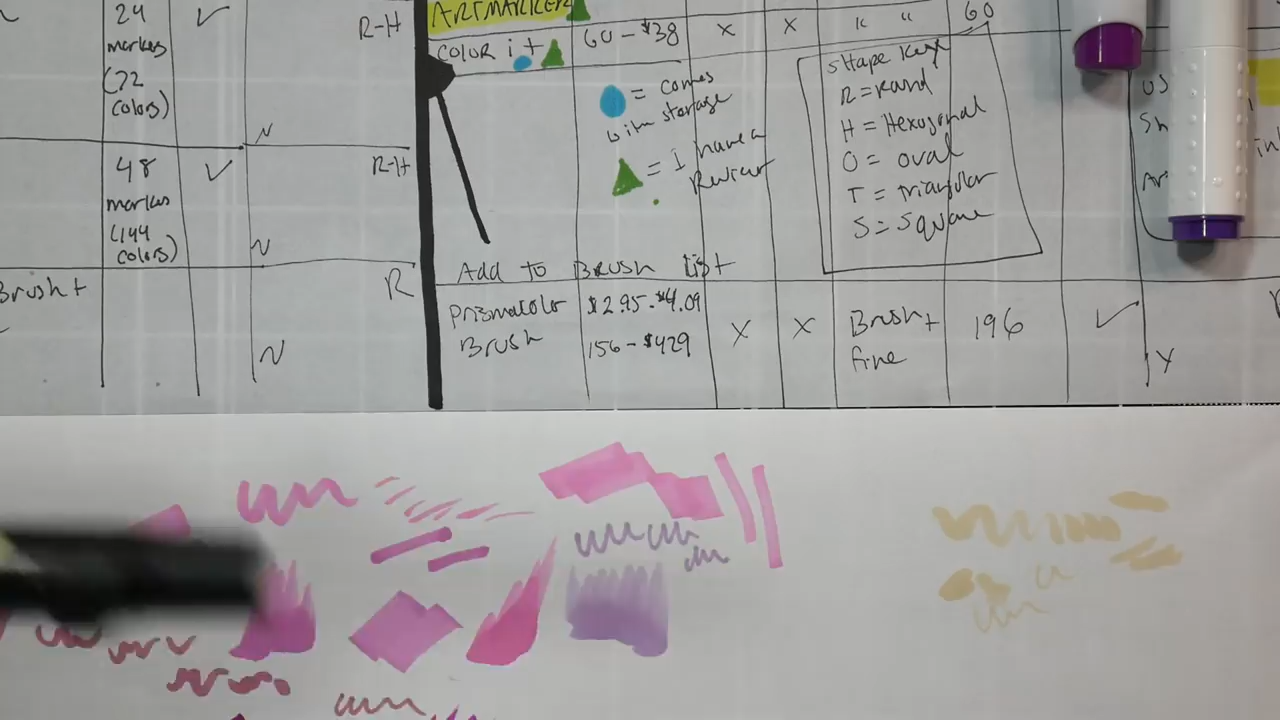 24
markers
(72
colors)
R-H
N
48
markers
(144
colors)
R-H
N
Brush +
R
N
ARTMARKER
COLOR it
60-$38
X
X
" "
60
= comes
with storage
= I have a
Review
Shape Key
R = Round
H = Hexogonal
O = oval
T = Triangular
S = Square
Add to Brush List
Prismacolor
Brush
$2.95-$4.09
156-$429
X
X
Brush +
fine
196
Y